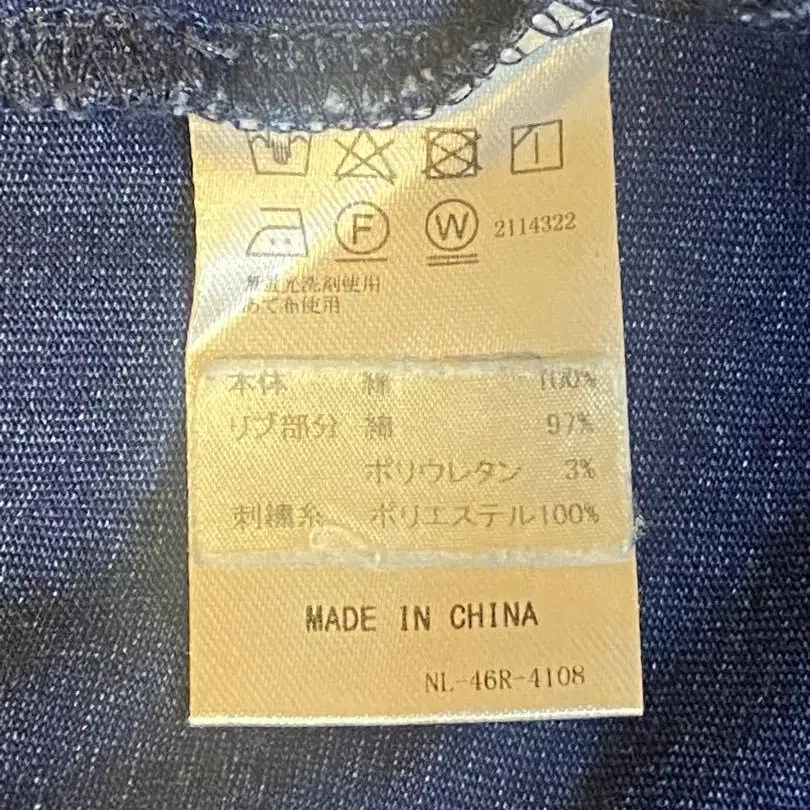 F W 2114322
無蛍光洗剤使用
あて布使用
本体 綿 100%
リブ部分 綿 97%
ポリウレタン 3%
刺繍糸 ポリエステル100%
MADE IN CHINA
NL-46R-4108